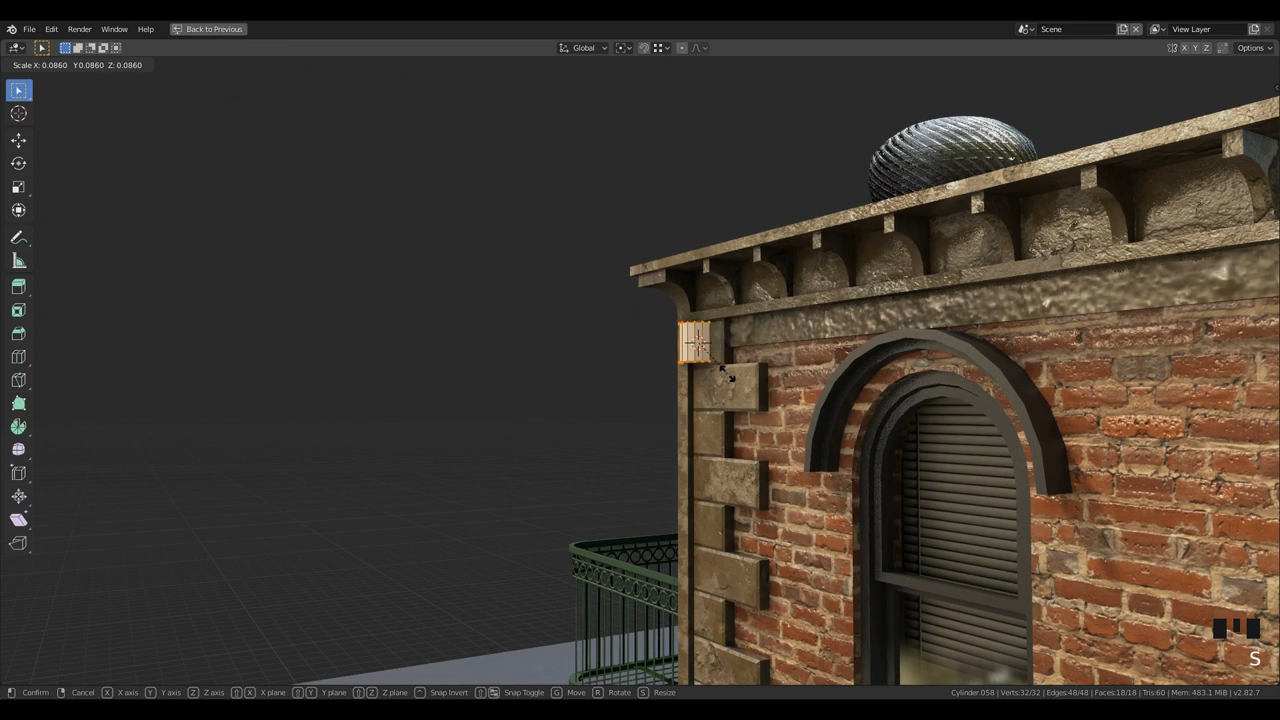 File Edit Render Window Help Back to Previous Scene View Layer
Global X Y Z Options
Scale X: 0.0860 Y 0.0860 Z: 0.0860
S
Confirm Cancel X X axis Y Y axis Z Z axis X X plane Y Y plane Z Z plane Snap Invert Snap Toggle G Move R Rotate S Resize Cylinder.058 | Verts:32/32 | Edges:48/48 | Faces:18/18 | Tris:60 | Mem: 483.1 MiB | v2.82.7